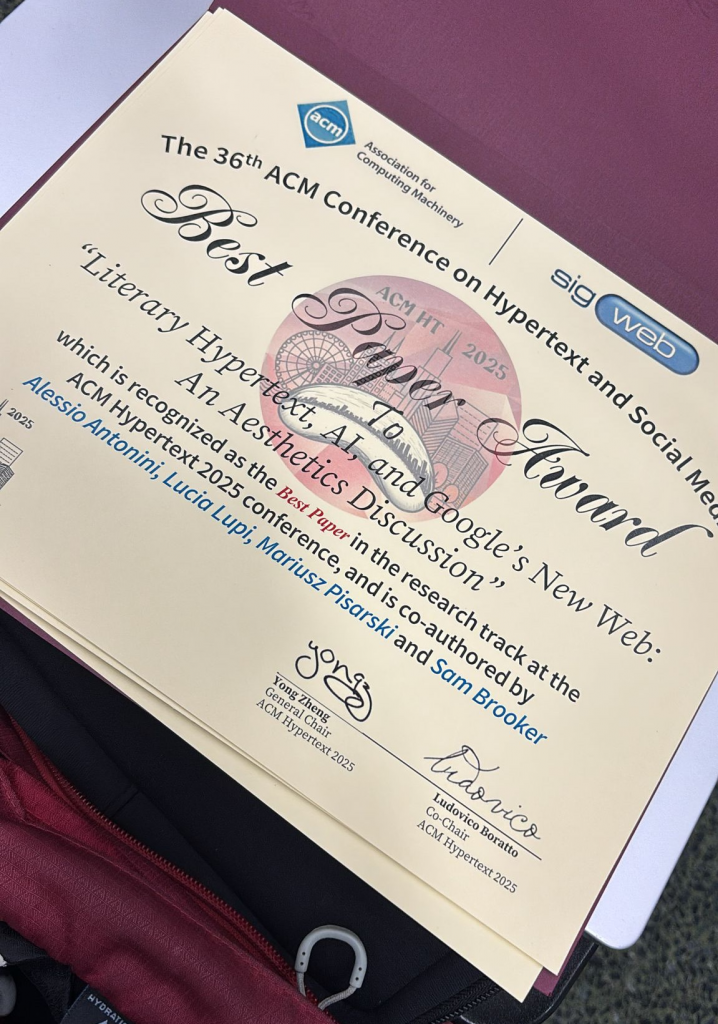 acm
Association for
Computing Machinery
sig web
The 36th ACM Conference on Hypertext and Social Med
Best Paper Award
ACM HT 2025
To
“Literary Hypertext, AI, and Google’s New Web:
An Aesthetics Discussion”
which is recognized as the Best Paper in the research track at the
ACM Hypertext 2025 conference, and is co-authored by
Alessio Antonini, Lucia Lupi, Mariusz Pisarski and Sam Brooker
2025
yong
Yong Zheng
General Chair
ACM Hypertext 2025
Ludovico
Ludovico Boratto
Co-Chair
ACM Hypertext 2025
HYDRATI